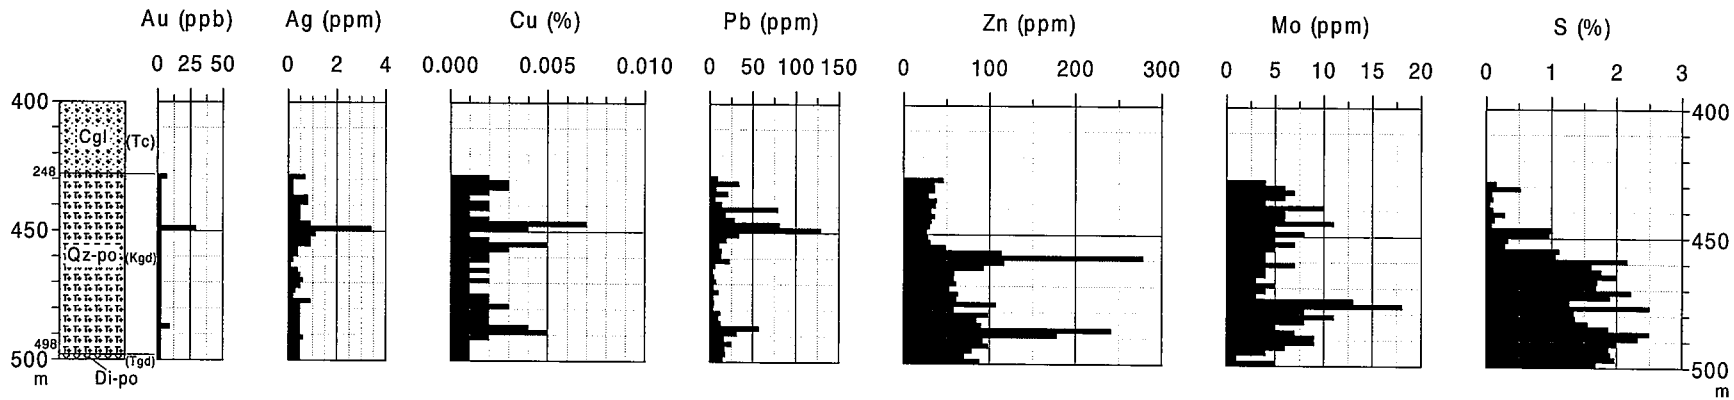 Au (ppb) Ag (ppm) Cu (%) Pb (ppm) Zn (ppm) Mo (ppm) S (%)
0 25 50 0 2 4 0.000 0.005 0.010 0 50 100 150 0 100 200 300 0 5 10 15 20 0 1 2 3
400 400
Cgl (Tc)
248
450 450
Qz-po (Kgd)
498
500 (Tgd) 500
m Di-po m